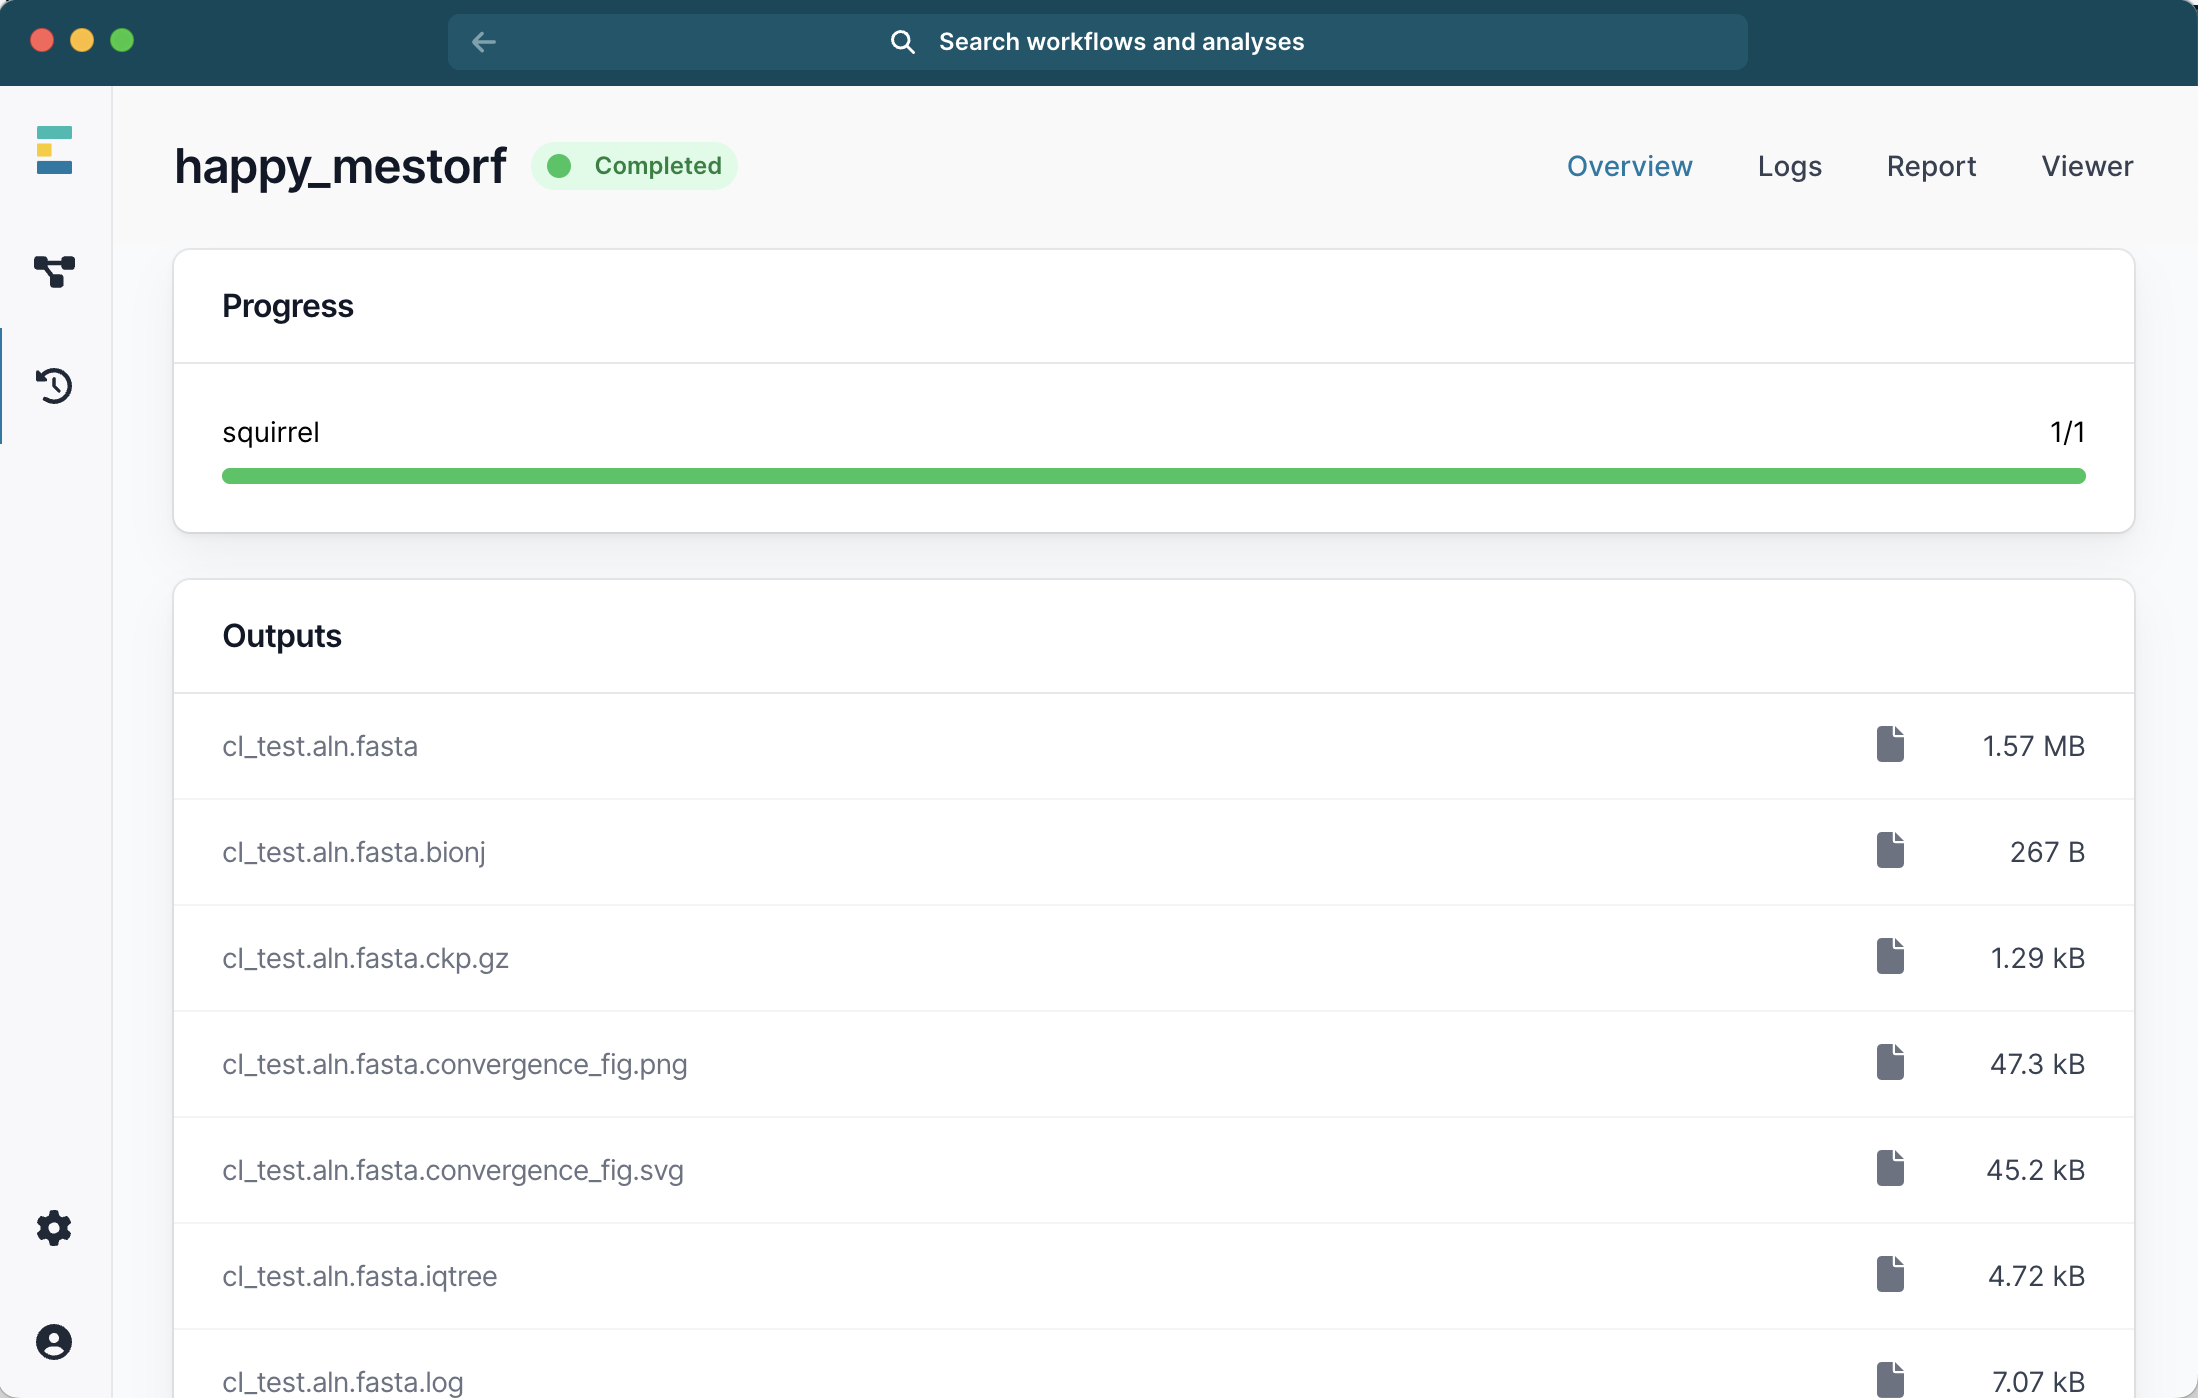 Search workflows and analyses
happy_mestorf
Completed
Overview
Logs
Report
Viewer
Progress
squirrel
1/1
Outputs
cl_test.aln.fasta
1.57 MB
cl_test.aln.fasta.bionj
267 B
cl_test.aln.fasta.ckp.gz
1.29 kB
cl_test.aln.fasta.convergence_fig.png
47.3 kB
cl_test.aln.fasta.convergence_fig.svg
45.2 kB
cl_test.aln.fasta.iqtree
4.72 kB
cl_test.aln.fasta.log
7.07 kB